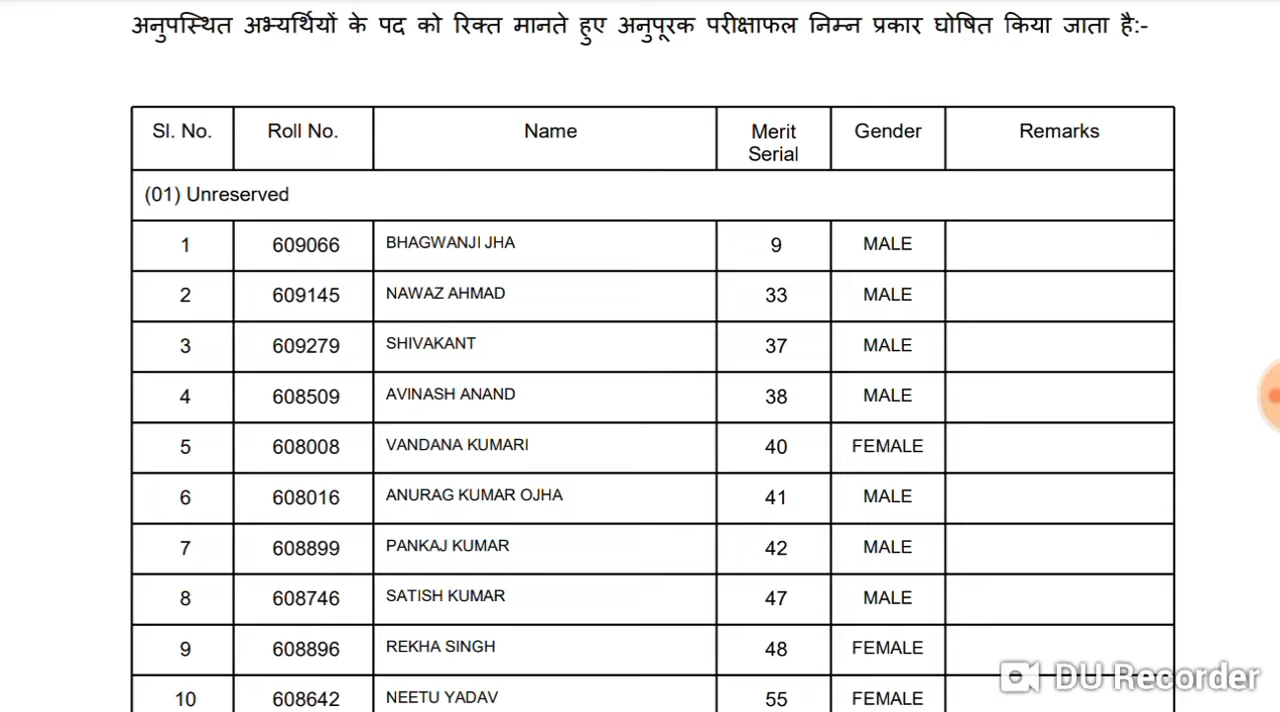 अनुपस्थित अभ्यर्थियों के पद को रिक्त मानते हुए अनुपूरक परीक्षाफल निम्न प्रकार घोषित किया जाता है:-
Sl. No. Roll No. Name Merit Serial Gender Remarks
(01) Unreserved
1 609066 BHAGWANJI JHA 9 MALE
2 609145 NAWAZ AHMAD 33 MALE
3 609279 SHIVAKANT 37 MALE
4 608509 AVINASH ANAND 38 MALE
5 608008 VANDANA KUMARI 40 FEMALE
6 608016 ANURAG KUMAR OJHA 41 MALE
7 608899 PANKAJ KUMAR 42 MALE
8 608746 SATISH KUMAR 47 MALE
9 608896 REKHA SINGH 48 FEMALE
10 608642 NEETU YADAV 55 FEMALE
DU Recorder